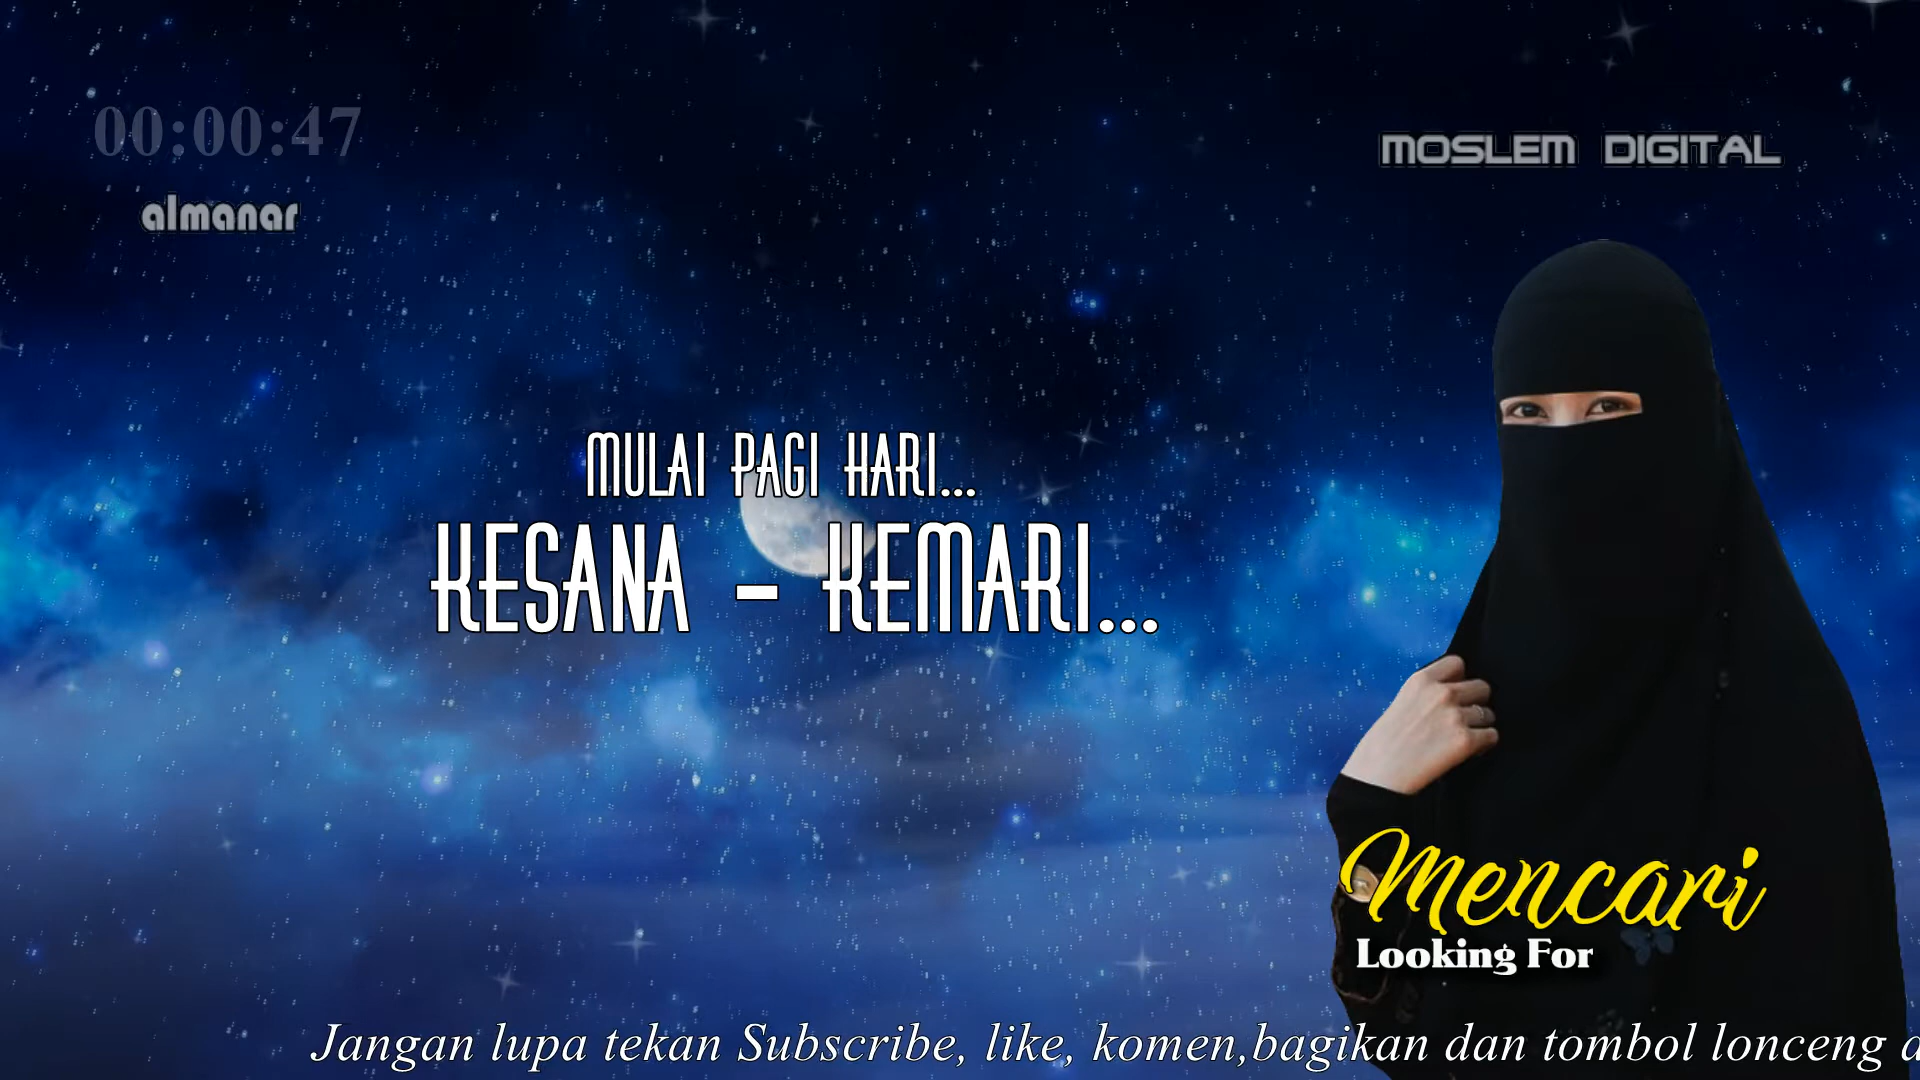 00:00:47
MOSLEM DIGITAL
almanar
MULAI PAGI HARI...
KESANA - KEMARI...
Mencari
Looking For
Jangan lupa tekan Subscribe, like, komen,bagikan dan tombol lonceng